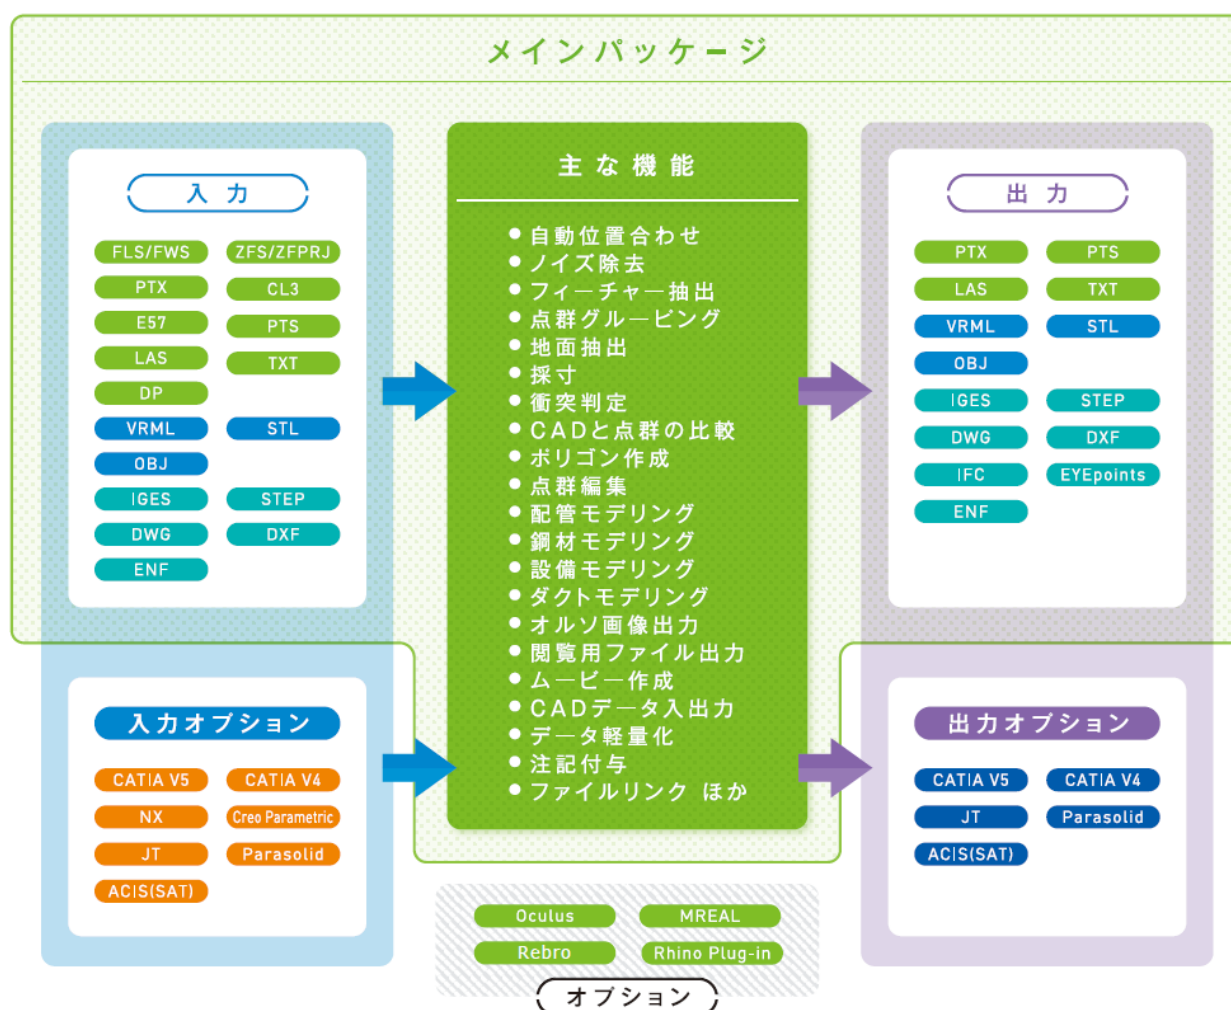 メインパッケージ
入力
FLS/FWS ZFS/ZFPRJ
PTX CL3
E57 PTS
LAS TXT
DP
VRML STL
OBJ
IGES STEP
DWG DXF
ENF
主な機能
●自動位置合わせ
●ノイズ除去
●フィーチャー抽出
●点群グルーピング
●地面抽出
●採寸
●衝突判定
●CADと点群の比較
●ポリゴン作成
●点群編集
●配管モデリング
●鋼材モデリング
●設備モデリング
●ダクトモデリング
●オルソ画像出力
●閲覧用ファイル出力
●ムービー作成
●CADデータ入出力
●データ軽量化
●注記付与
●ファイルリンク ほか
出力
PTX PTS
LAS TXT
VRML STL
OBJ
IGES STEP
DWG DXF
IFC EYEpoints
ENF
入力オプション
CATIA V5 CATIA V4
NX Creo Parametric
JT Parasolid
ACIS(SAT)
出力オプション
CATIA V5 CATIA V4
JT Parasolid
ACIS(SAT)
Oculus MREAL
Rebro Rhino Plug-in
オプション